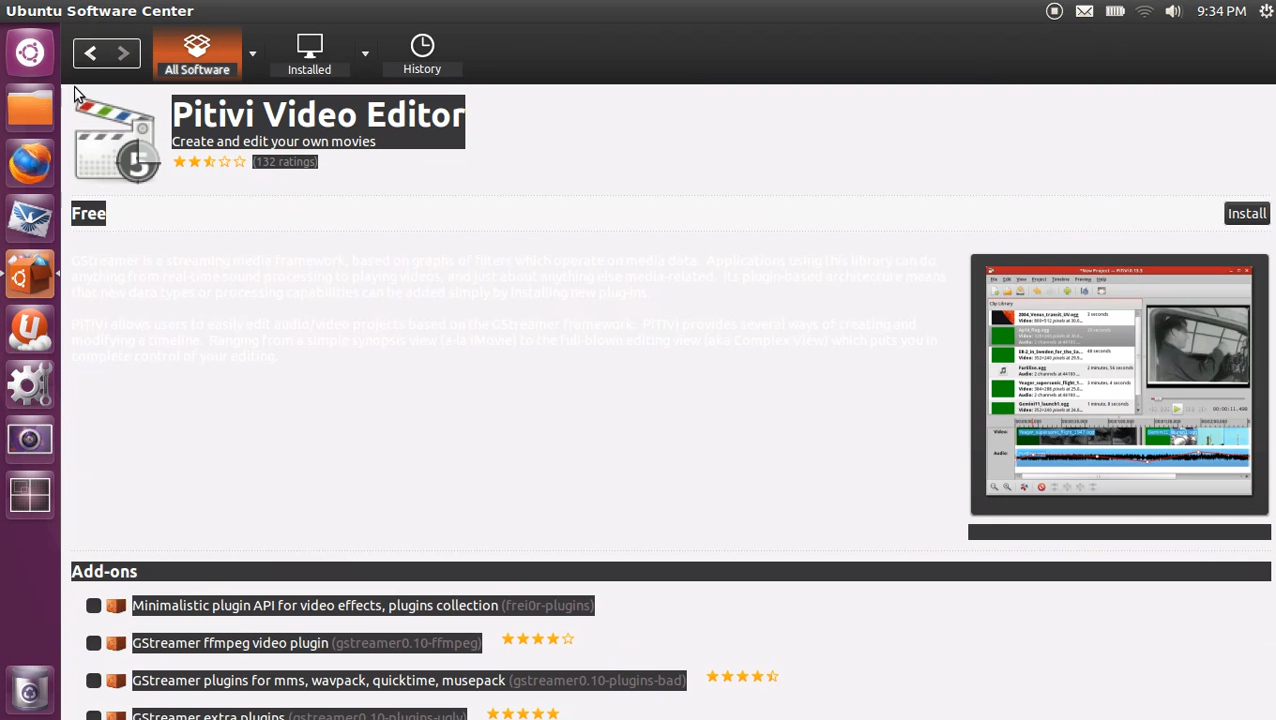 Ubuntu Software Center
9:34 PM
All Software
Installed
History
Pitivi Video Editor
Create and edit your own movies
(132 ratings)
Free
Install
GStreamer is a streaming media framework, based on graphs of filters which operate on media data. Applications using this library can do
anything from real-time sound processing to playing videos, and just about anything else media-related. Its plugin-based architecture means
that new data types or processing capabilities can be added simply by installing new plug-ins.
PiTiVi allows users to easily edit audio/video projects based on the GStreamer framework. PiTiVi provides several ways of creating and
modifying a timeline. Ranging from a simple synopsis view (a-la iMovie) to the full-blown editing view (aka Complex View) which puts you in
complete control of your editing.
Video:
Audio:
Add-ons
Minimalistic plugin API for video effects, plugins collection (frei0r-plugins)
GStreamer ffmpeg video plugin (gstreamer0.10-ffmpeg)
GStreamer plugins for mms, wavpack, quicktime, musepack (gstreamer0.10-plugins-bad)
GStreamer extra plugins (gstreamer0.10-plugins-ugly)